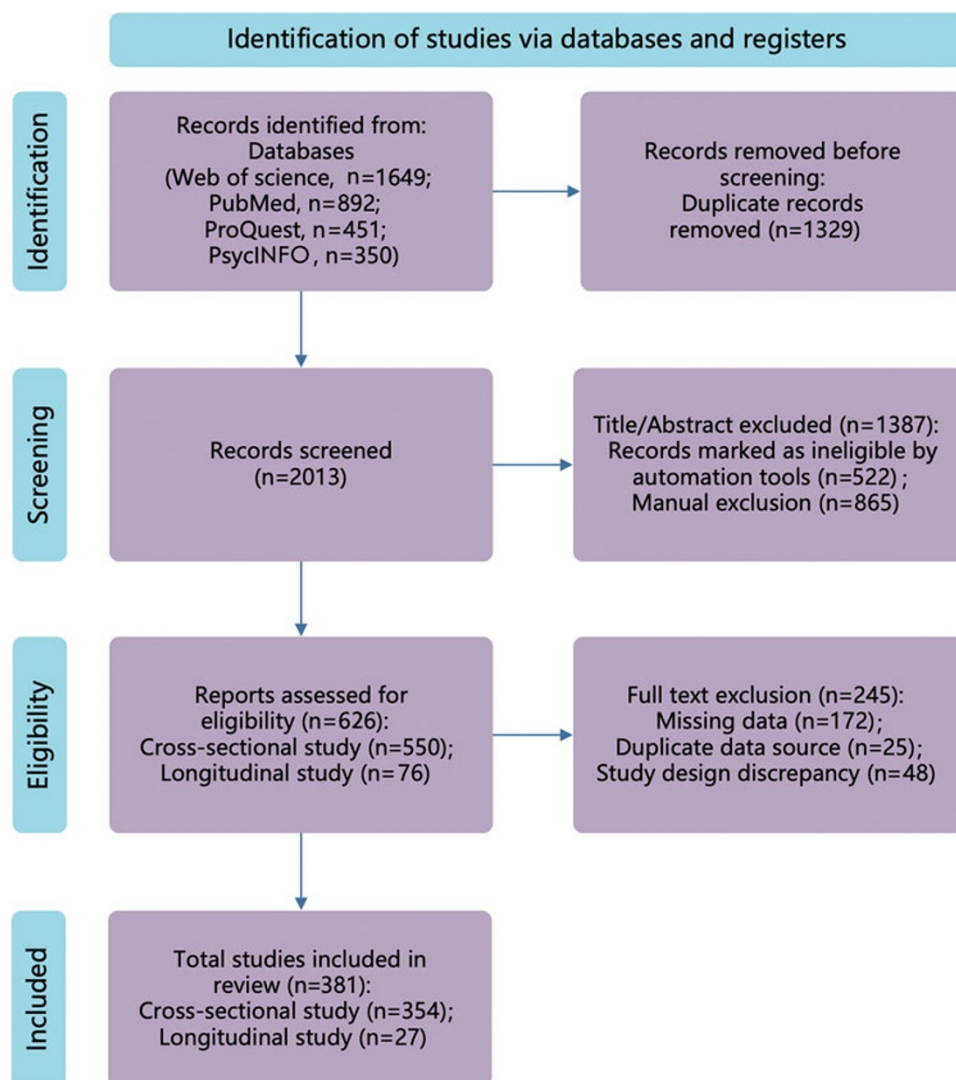 Identification of studies via databases and registers
Identification
Records identified from:
Databases
(Web of science, n=1649;
PubMed, n=892;
ProQuest, n=451;
PsycINFO, n=350)
Records removed before
screening:
Duplicate records
removed (n=1329)
Screening
Records screened
(n=2013)
Title/Abstract excluded (n=1387):
Records marked as ineligible by
automation tools (n=522) ;
Manual exclusion (n=865)
Eligibility
Reports assessed for
eligibility (n=626):
Cross-sectional study (n=550);
Longitudinal study (n=76)
Full text exclusion (n=245):
Missing data (n=172);
Duplicate data source (n=25);
Study design discrepancy (n=48)
Included
Total studies included in
review (n=381):
Cross-sectional study (n=354);
Longitudinal study (n=27)